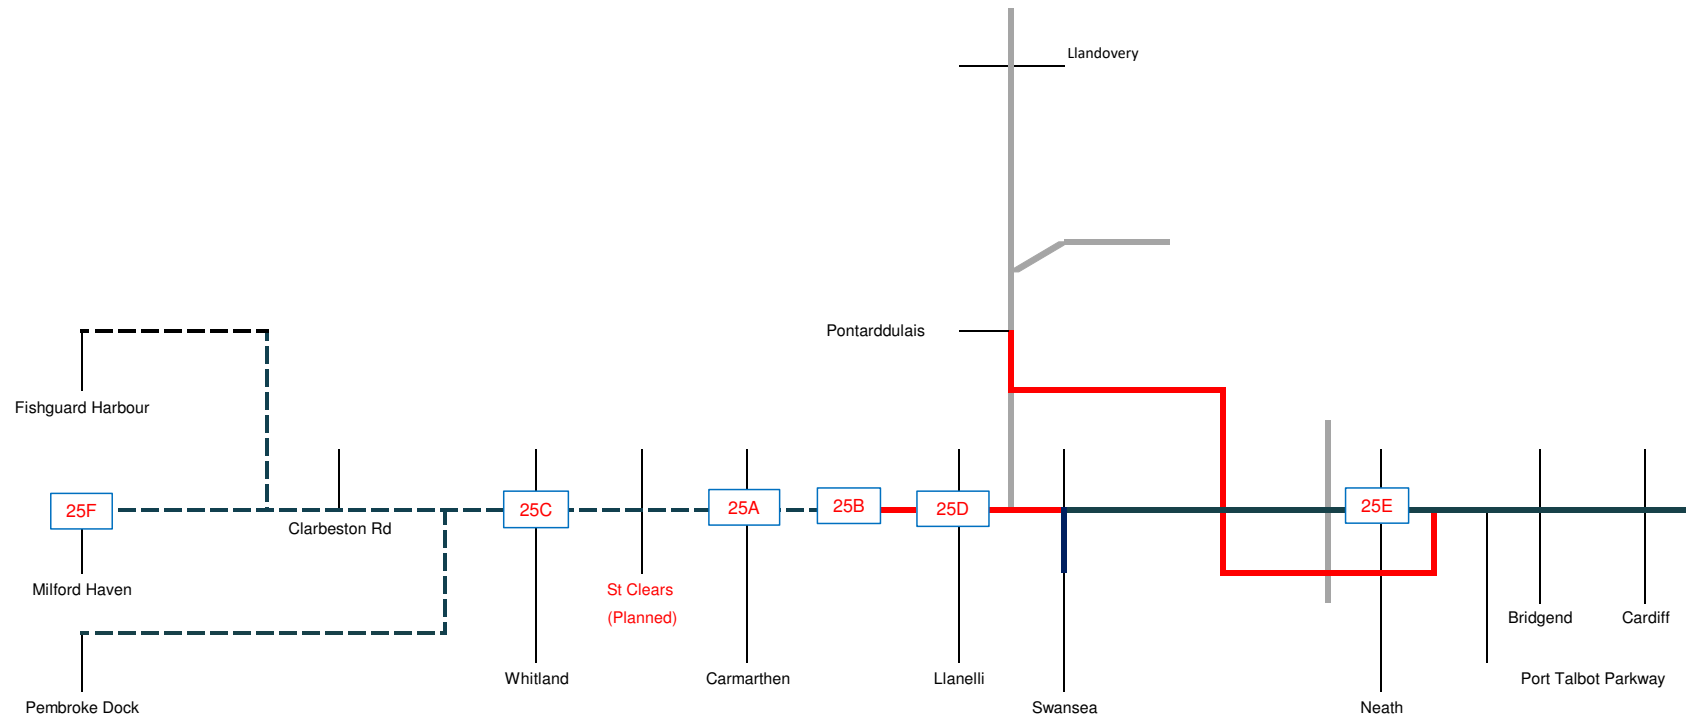 Llandovery
Pontarddulais
Fishguard Harbour
25F
25C
25A
25B
25D
25E
Clarbeston Rd
Milford Haven
St Clears
(Planned)
Bridgend
Cardiff
Whitland
Carmarthen
Llanelli
Port Talbot Parkway
Pembroke Dock
Swansea
Neath